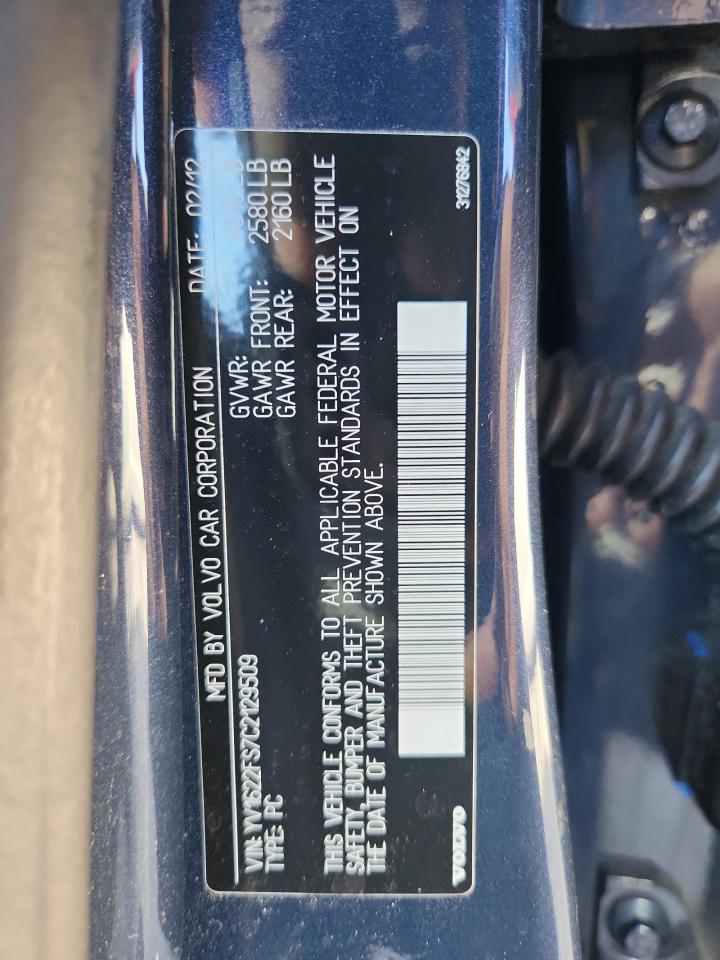 MFD BY VOLVO CAR CORPORATION DATE: 02/12
GVWR: LB
VIN: YV1622FS7C2129509 GAWR FRONT: 2580 LB
TYPE: PC GAWR REAR: 2160 LB
THIS VEHICLE CONFORMS TO ALL APPLICABLE FEDERAL MOTOR VEHICLE
SAFETY, BUMPER AND THEFT PREVENTION STANDARDS IN EFFECT ON
THE DATE OF MANUFACTURE SHOWN ABOVE.
VOLVO 31276842